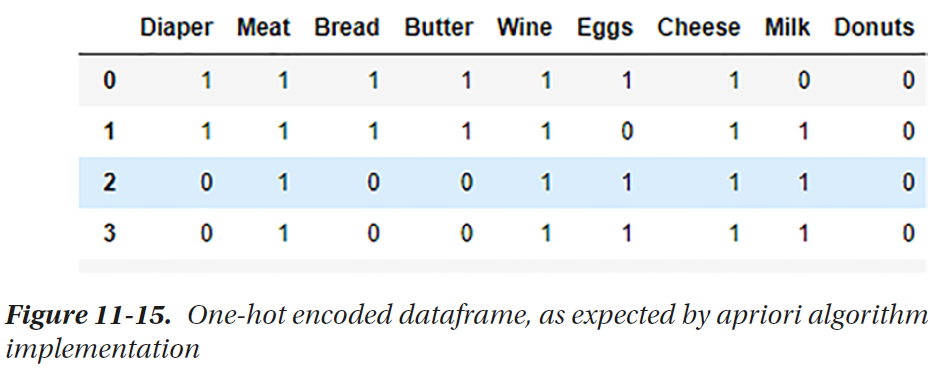 Diaper Meat Bread Butter Wine Eggs Cheese Milk Donuts
0 1 1 1 1 1 1 1 0 0
1 1 1 1 1 1 0 1 1 0
2 0 1 0 0 1 1 1 1 0
3 0 1 0 0 1 1 1 1 0
Figure 11-15. One-hot encoded dataframe, as expected by apriori algorithm
implementation